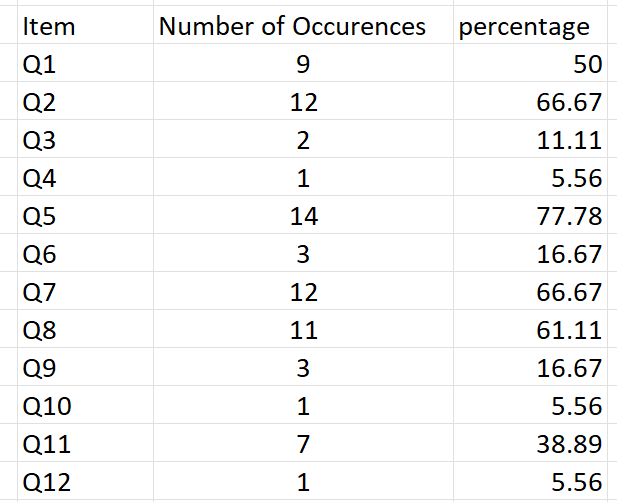 Item Number of Occurences percentage
Q1 9 50
Q2 12 66.67
Q3 2 11.11
Q4 1 5.56
Q5 14 77.78
Q6 3 16.67
Q7 12 66.67
Q8 11 61.11
Q9 3 16.67
Q10 1 5.56
Q11 7 38.89
Q12 1 5.56